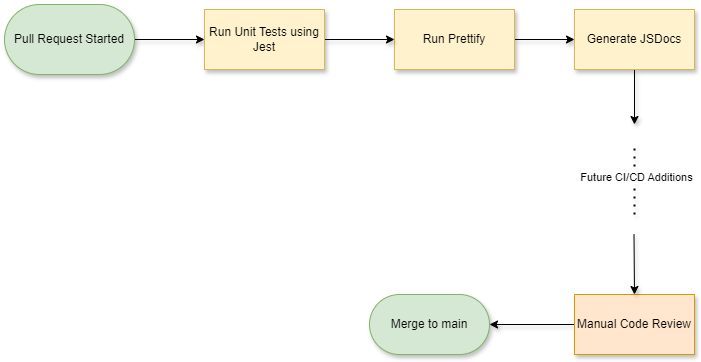 Pull Request Started
Run Unit Tests using
Jest
Run Prettify
Generate JSDocs
Future CI/CD Additions
Manual Code Review
Merge to main